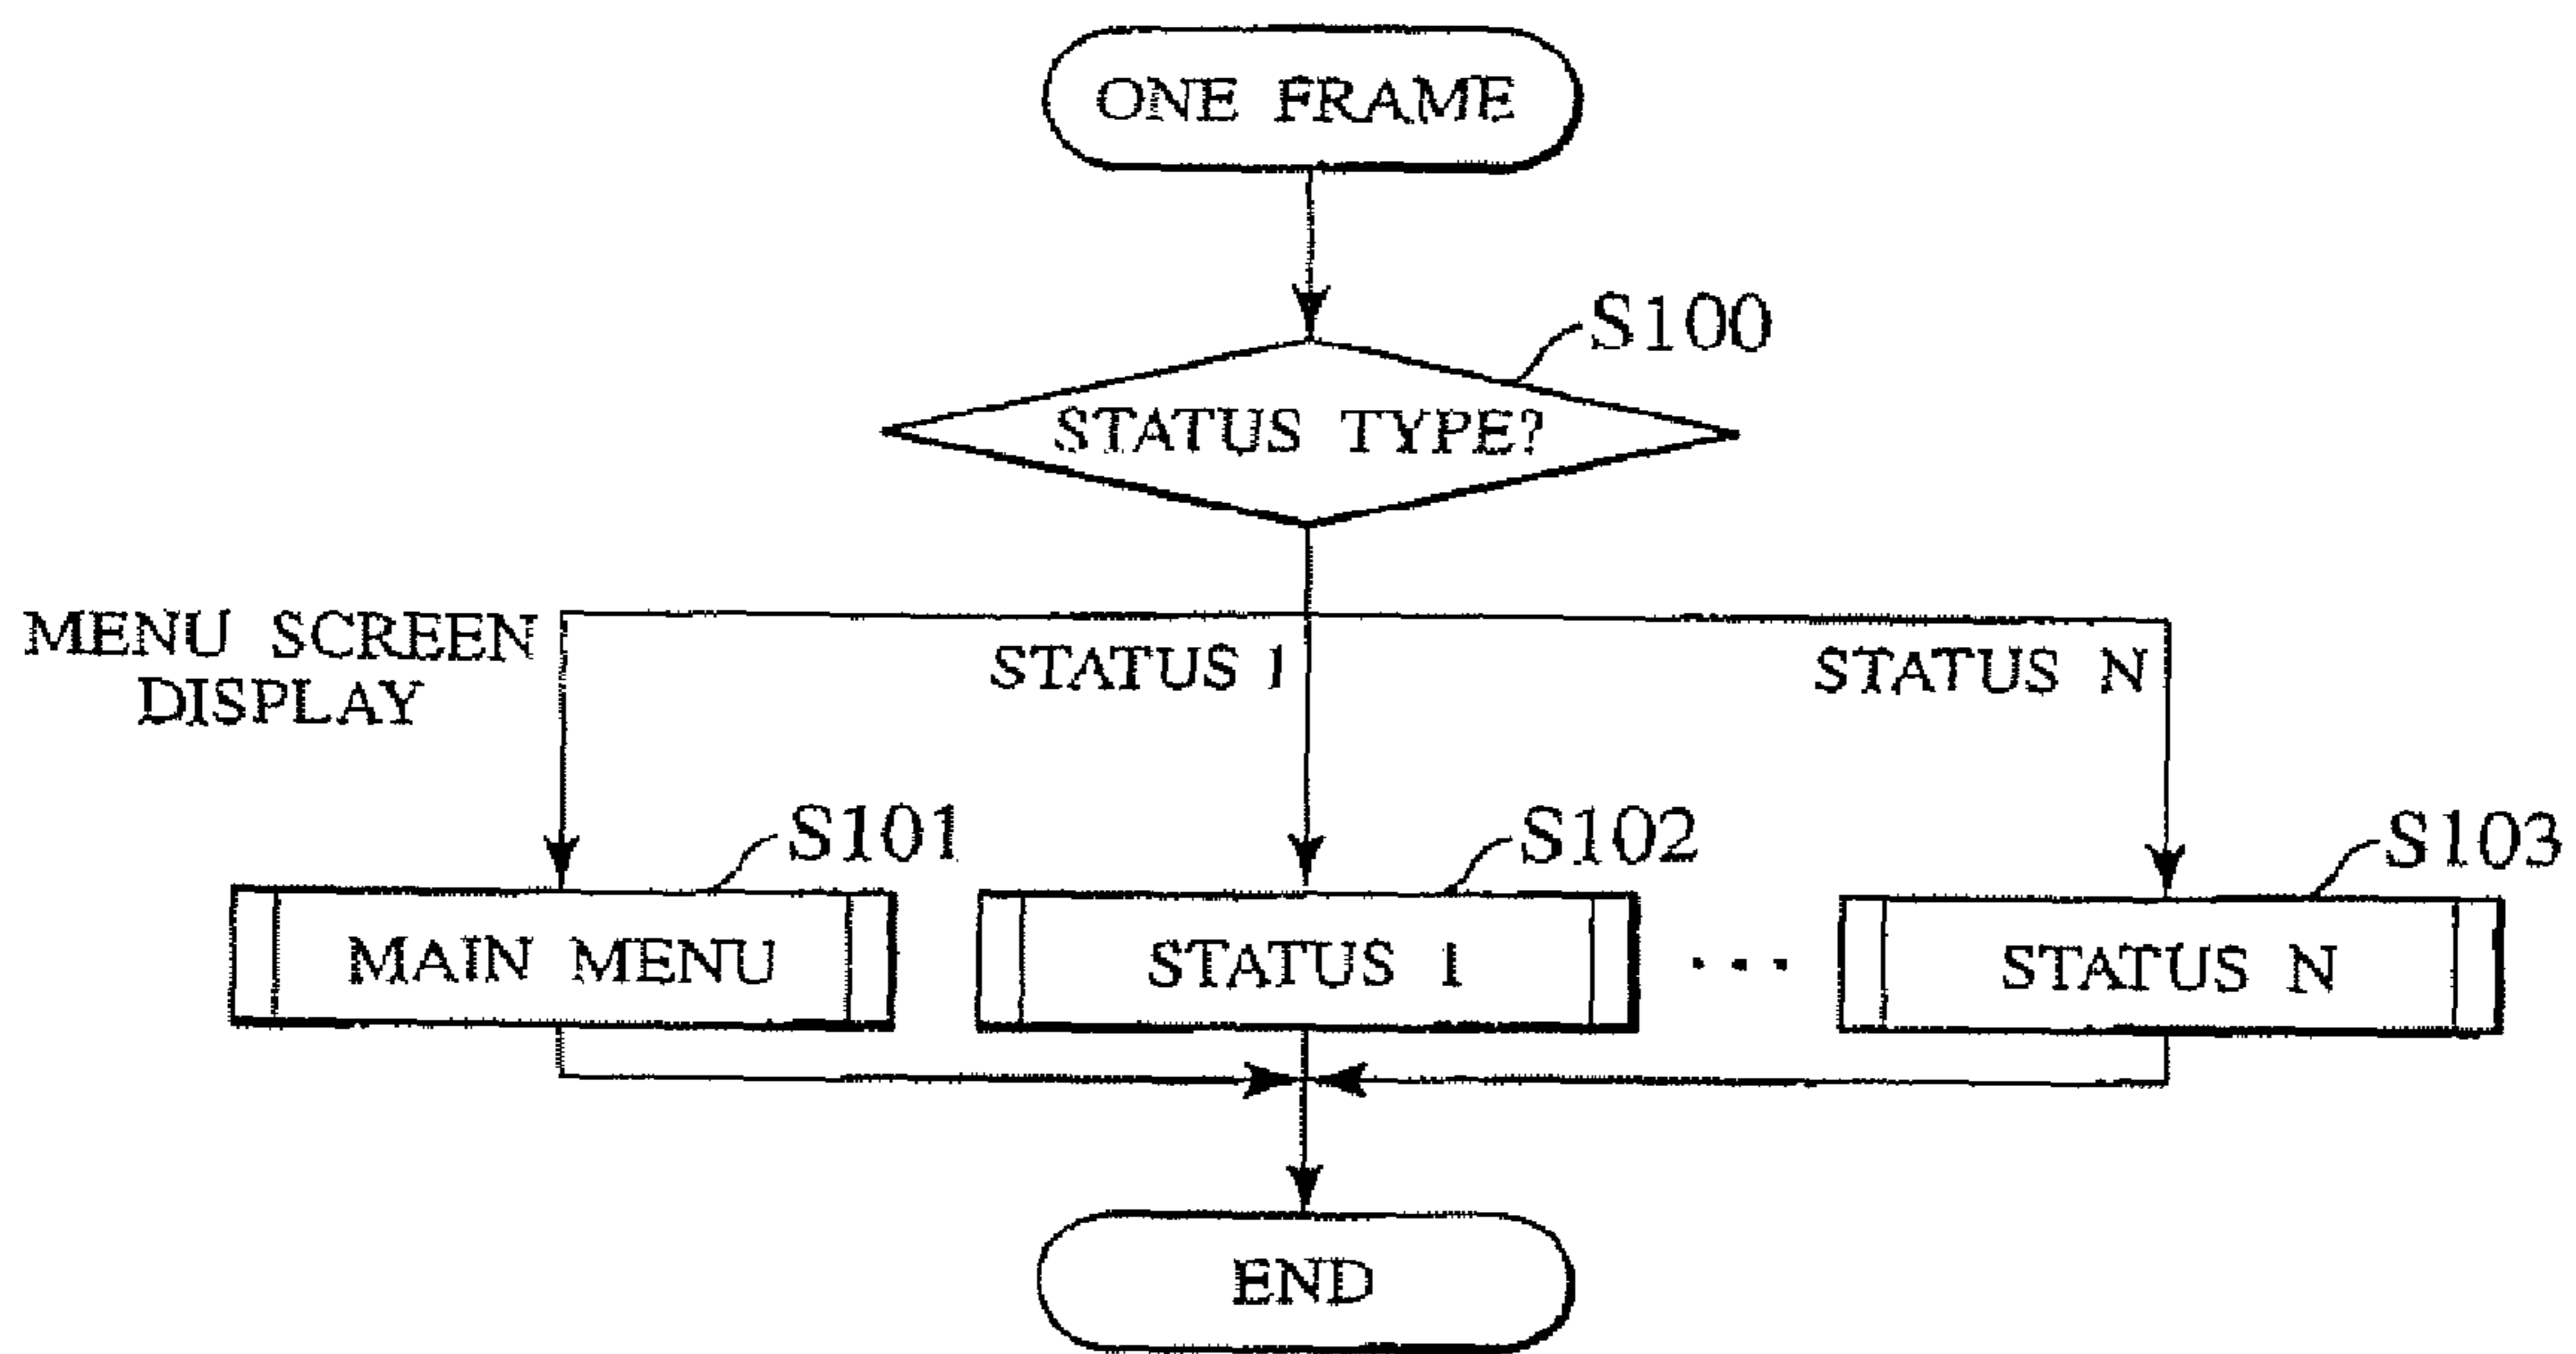 ONE FRAME
S100
STATUS TYPE?
MENU SCREEN
DISPLAY
STATUS 1
STATUS N
S101
S102
S103
MAIN MENU
STATUS 1
...
STATUS N
END